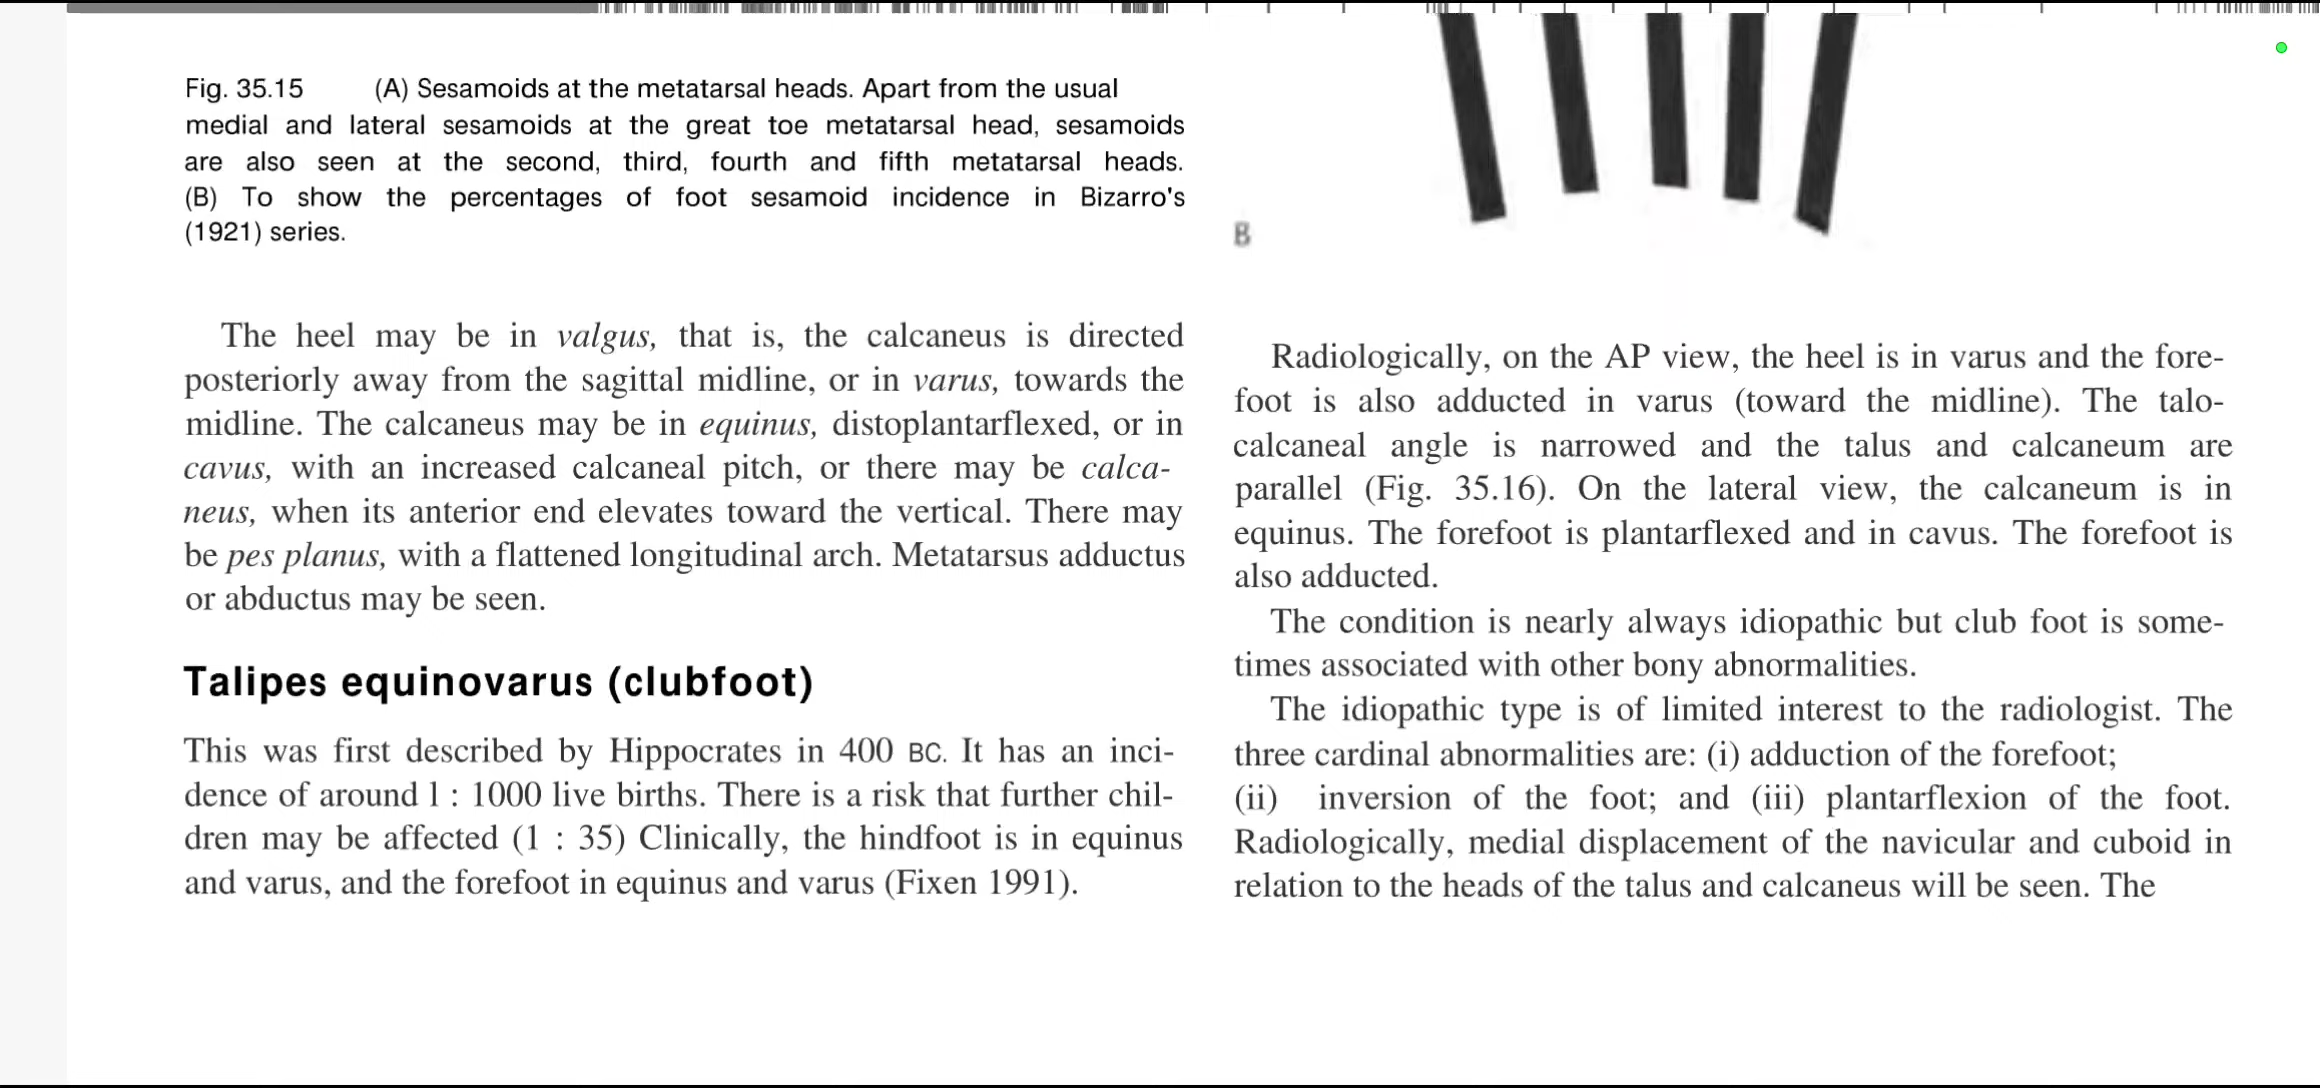 Fig. 35.15 (A) Sesamoids at the metatarsal heads. Apart from the usual
medial and lateral sesamoids at the great toe metatarsal head, sesamoids
are also seen at the second, third, fourth and fifth metatarsal heads.
(B) To show the percentages of foot sesamoid incidence in Bizarro's
(1921) series.
The heel may be in valgus, that is, the calcaneus is directed
posteriorly away from the sagittal midline, or in varus, towards the
midline. The calcaneus may be in equinus, distoplantarflexed, or in
cavus, with an increased calcaneal pitch, or there may be calca-
neus, when its anterior end elevates toward the vertical. There may
be pes planus, with a flattened longitudinal arch. Metatarsus adductus
or abductus may be seen.
Talipes equinovarus (clubfoot)
This was first described by Hippocrates in 400 BC. It has an inci-
dence of around 1 : 1000 live births. There is a risk that further chil-
dren may be affected (1 : 35) Clinically, the hindfoot is in equinus
and varus, and the forefoot in equinus and varus (Fixen 1991).
B
Radiologically, on the AP view, the heel is in varus and the fore-
foot is also adducted in varus (toward the midline). The talo-
calcaneal angle is narrowed and the talus and calcaneum are
parallel (Fig. 35.16). On the lateral view, the calcaneum is in
equinus. The forefoot is plantarflexed and in cavus. The forefoot is
also adducted.
The condition is nearly always idiopathic but club foot is some-
times associated with other bony abnormalities.
The idiopathic type is of limited interest to the radiologist. The
three cardinal abnormalities are: (i) adduction of the forefoot;
(ii) inversion of the foot; and (iii) plantarflexion of the foot.
Radiologically, medial displacement of the navicular and cuboid in
relation to the heads of the talus and calcaneus will be seen. The